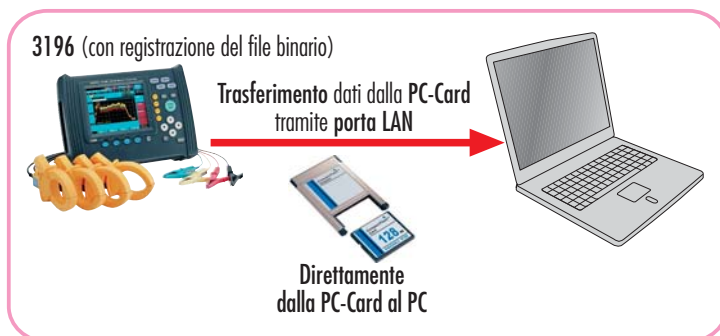 3196 (con registrazione del file binario)
Trasferimento dati dalla PC-Card
tramite porta LAN
128
Direttamente
dalla PC-Card al PC